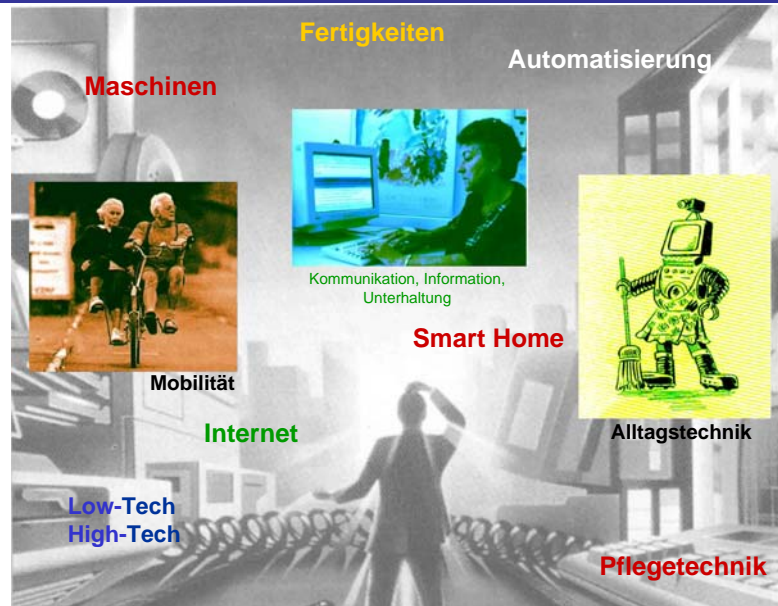 Fertigkeiten
Automatisierung
Maschinen
Kommunikation, Information,
Unterhaltung
Smart Home
Mobilität
Internet
Alltagstechnik
Low-Tech
High-Tech
Pflegetechnik